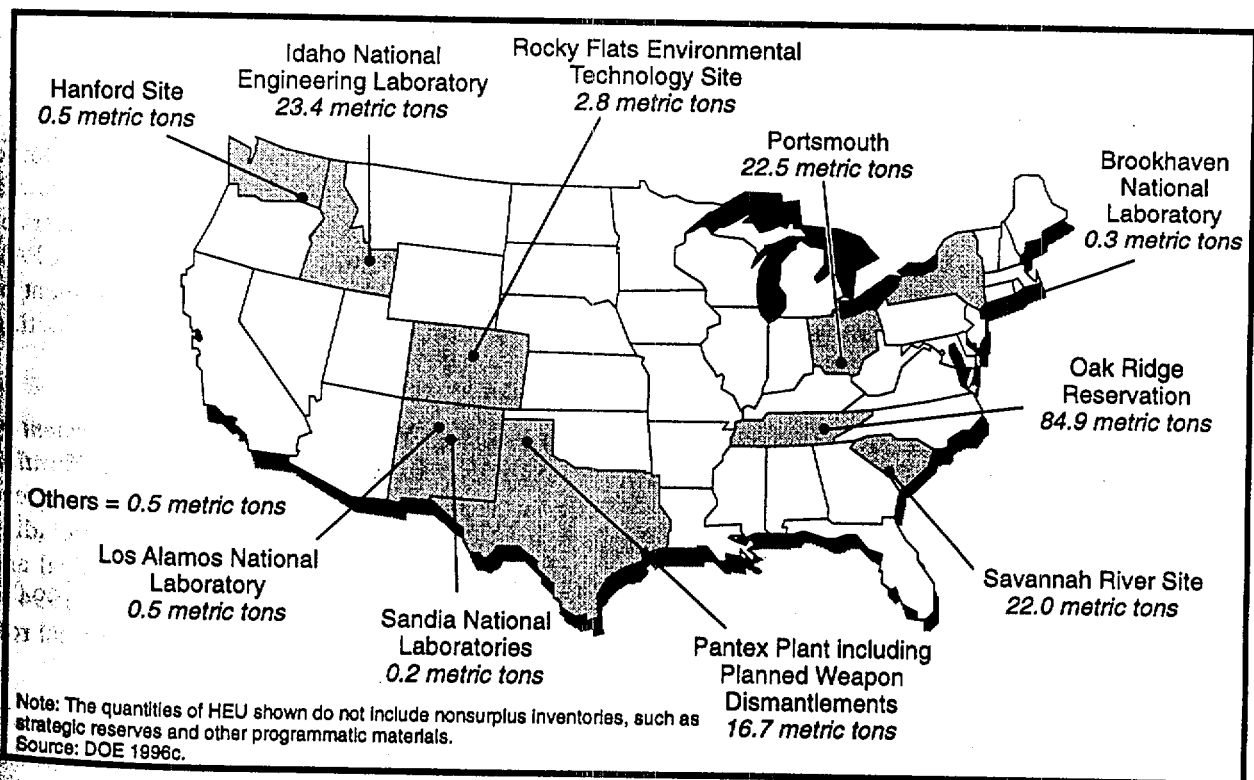 Idaho National
Engineering Laboratory
23.4 metric tons
Rocky Flats Environmental
Technology Site
2.8 metric tons
Hanford Site
0.5 metric tons
Portsmouth
22.5 metric tons
Brookhaven
National
Laboratory
0.3 metric tons
Oak Ridge
Reservation
84.9 metric tons
Others = 0.5 metric tons
Los Alamos National
Laboratory
0.5 metric tons
Sandia National
Laboratories
0.2 metric tons
Pantex Plant including
Planned Weapon
Dismantlements
16.7 metric tons
Savannah River Site
22.0 metric tons
Note: The quantities of HEU shown do not include nonsurplus inventories, such as
strategic reserves and other programmatic materials.
Source: DOE 1996c.